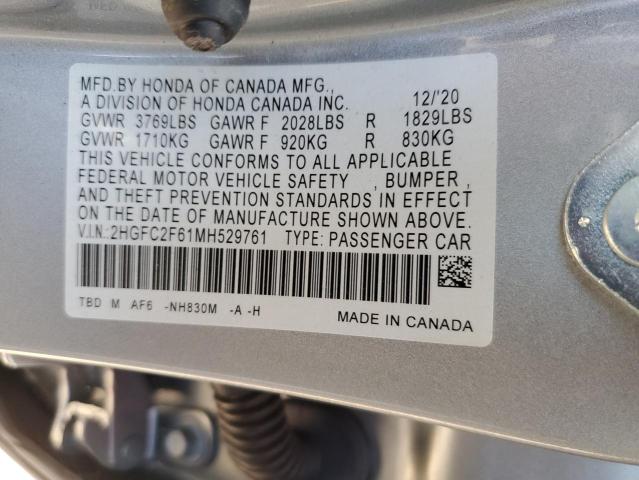 MFD.BY HONDA OF CANADA MFG.,
A DIVISION OF HONDA CANADA INC. 12/'20
GVWR 3769LBS GAWR F 2028LBS R 1829LBS
GVWR 1710KG GAWR F 920KG R 830KG
THIS VEHICLE CONFORMS TO ALL APPLICABLE
FEDERAL MOTOR VEHICLE SAFETY , BUMPER ,
AND THEFT PREVENTION STANDARDS IN EFFECT
ON THE DATE OF MANUFACTURE SHOWN ABOVE.
V.I.N.:2HGFC2F61MH529761 TYPE: PASSENGER CAR
TBD M AF6 -NH830M -A -H
MADE IN CANADA